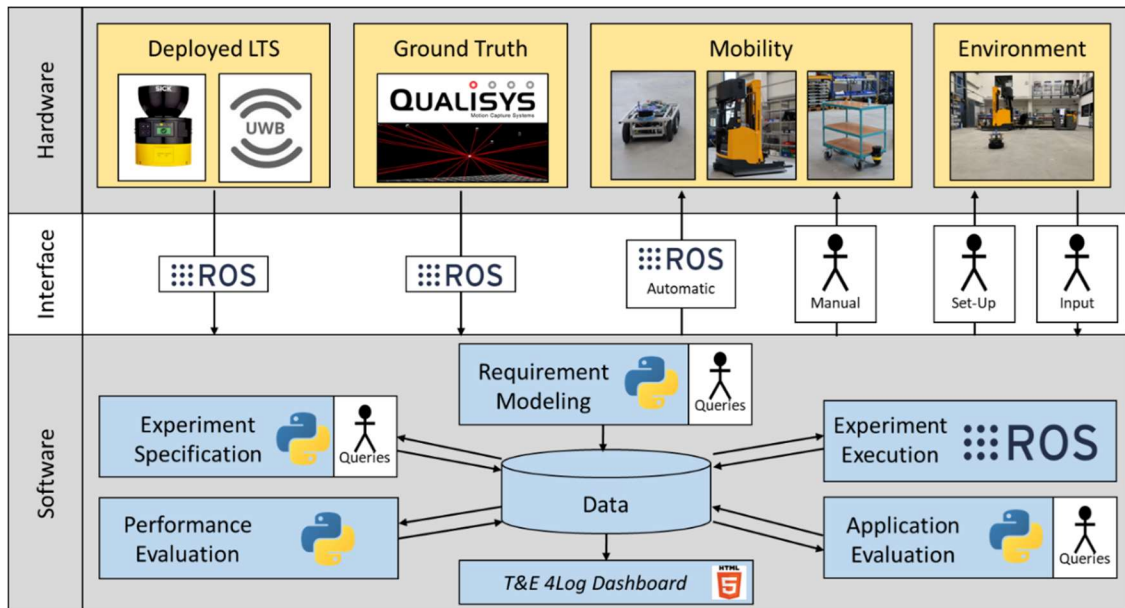 Hardware
Deployed LTS
SICK
UWB
Ground Truth
QUALISYS
Motion Capture Systems
Mobility
Environment
Interface
ROS
ROS
ROS
Automatic
Manual
Set-Up
Input
Software
Requirement
Modeling
Queries
Experiment
Specification
Queries
Experiment
Execution
ROS
Data
Performance
Evaluation
Application
Evaluation
Queries
T&E 4Log Dashboard
HTML
5